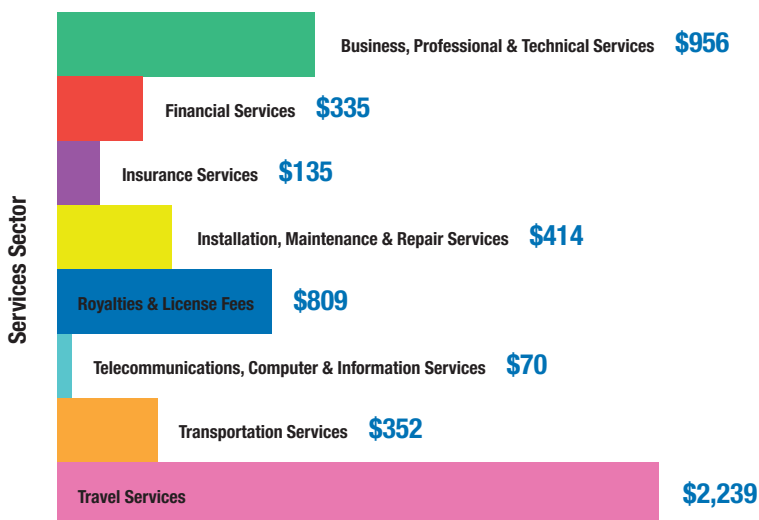 Services Sector
Business, Professional & Technical Services $956
Financial Services $335
Insurance Services $135
Installation, Maintenance & Repair Services $414
Royalties & License Fees $809
Telecommunications, Computer & Information Services $70
Transportation Services $352
Travel Services $2,239